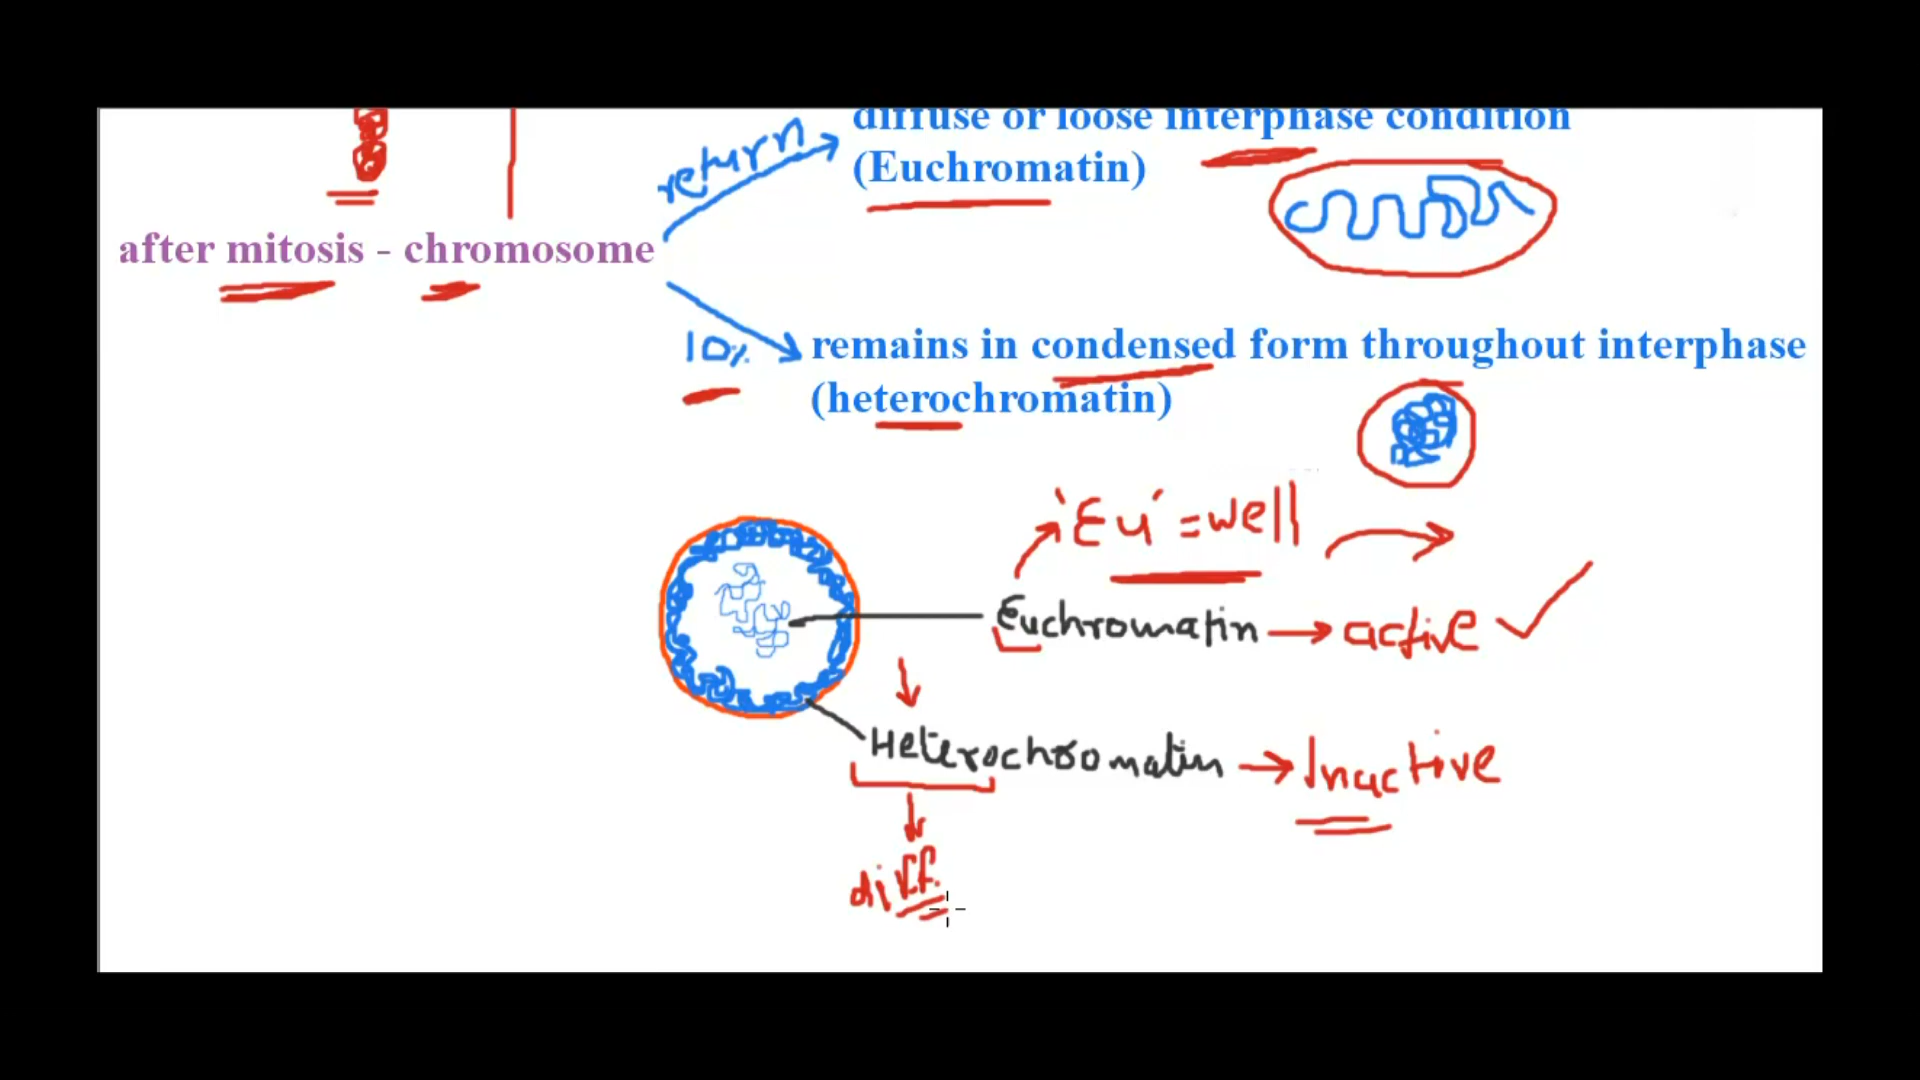 diffuse or loose interphase condition
return
(Euchromatin)
after mitosis - chromosome
10% remains in condensed form throughout interphase
(heterochromatin)
'Eu' = well
Euchromatin → active ✓
Heterochromatin → Inactive
diff.